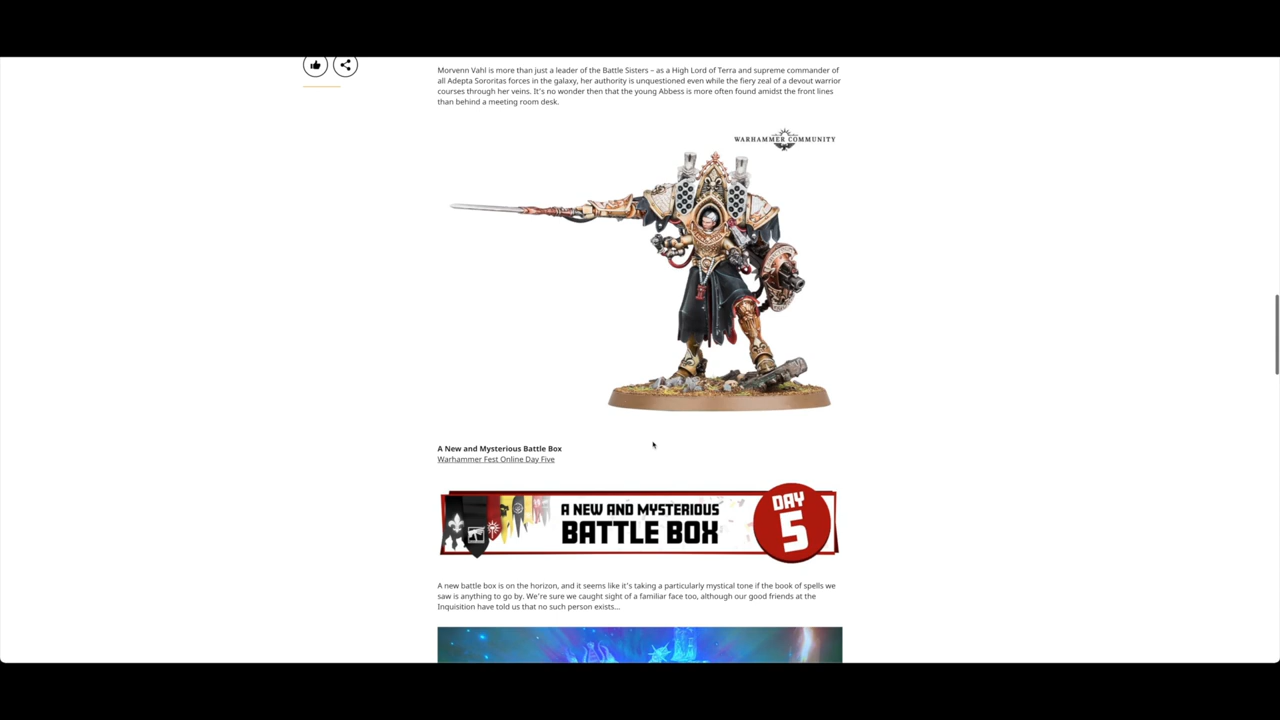 Morvenn Vahl is more than just a leader of the Battle Sisters – as a High Lord of Terra and supreme commander of
all Adepta Sororitas forces in the galaxy, her authority is unquestioned even while the fiery zeal of a devout warrior
courses through her veins. It's no wonder then that the young Abbess is more often found amidst the front lines
than behind a meeting room desk.
WARHAMMER COMMUNITY
A New and Mysterious Battle Box
Warhammer Fest Online Day Five
A NEW AND MYSTERIOUS
BATTLE BOX
DAY
5
A new battle box is on the horizon, and it seems like it's taking a particularly mystical tone if the book of spells we
saw is anything to go by. We're sure we caught sight of a familiar face too, although our good friends at the
Inquisition have told us that no such person exists…